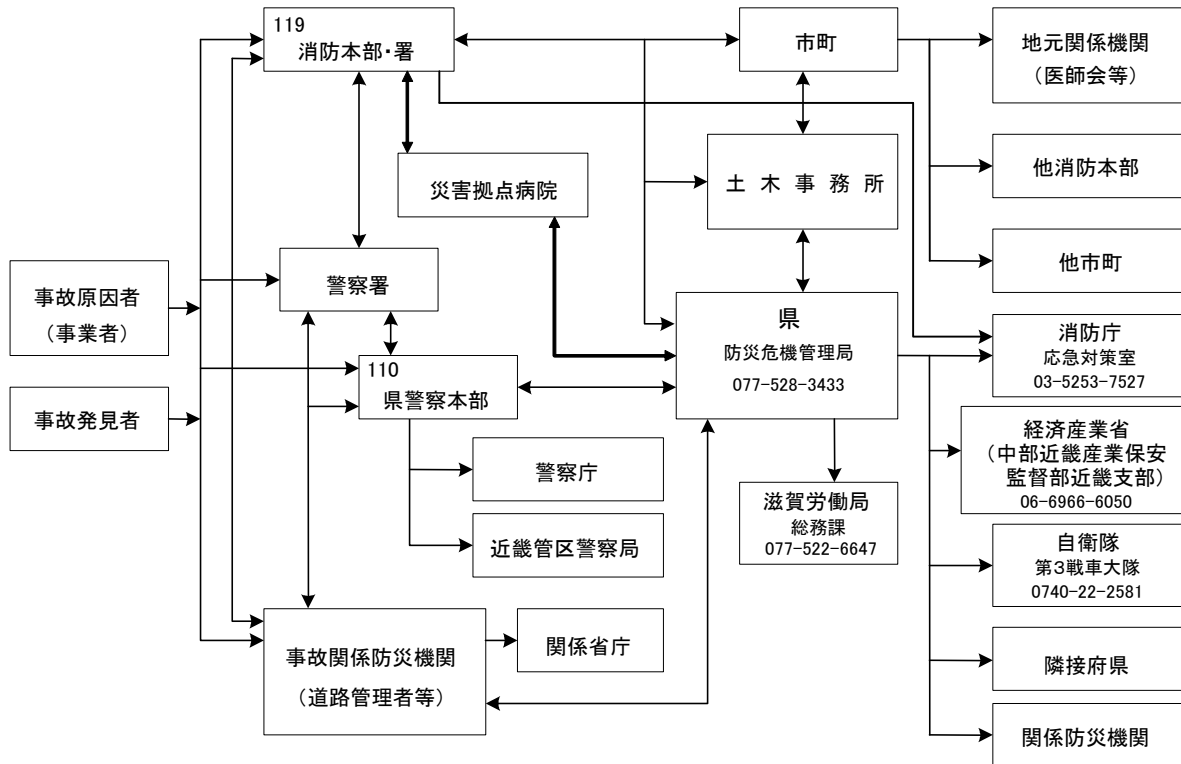 119
消防本部・署
市町
地元関係機関
（医師会等）
災害拠点病院
土 木 事 務 所
他消防本部
他市町
事故原因者
（事業者）
警察署
県
防災危機管理局
077-528-3433
消防庁
応急対策室
03-5253-7527
事故発見者
110
県警察本部
経済産業省
（中部近畿産業保安
監督部近畿支部）
06-6966-6050
警察庁
滋賀労働局
総務課
077-522-6647
近畿管区警察局
自衛隊
第3戦車大隊
0740-22-2581
事故関係防災機関
（道路管理者等）
関係省庁
隣接府県
関係防災機関